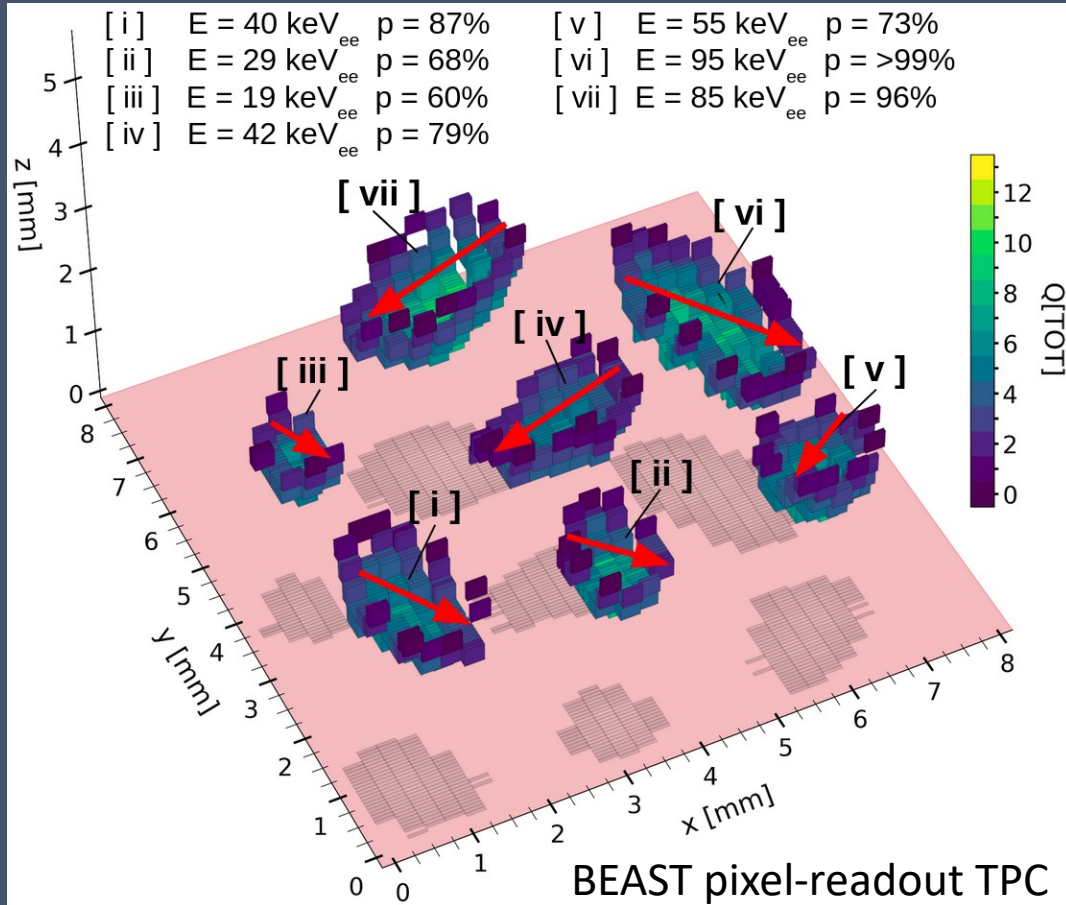 [ i ] E = 40 keVee p = 87% [ v ] E = 55 keVee p = 73%
[ ii ] E = 29 keVee p = 68% [ vi ] E = 95 keVee p = >99%
[ iii ] E = 19 keVee p = 60% [ vii ] E = 85 keVee p = 96%
[ iv ] E = 42 keVee p = 79%
5
4
3
2
1
0
z [mm]
[ vii ]
[ vi ]
[ iv ]
[ iii ]
[ v ]
[ ii ]
[ i ]
12
10
8
6
4
2
0
Q[TOT]
8
7
6
5
4
3
2
1
0
y [mm]
0
1
2
3
4
5
6
7
8
x [mm]
BEAST pixel-readout TPC